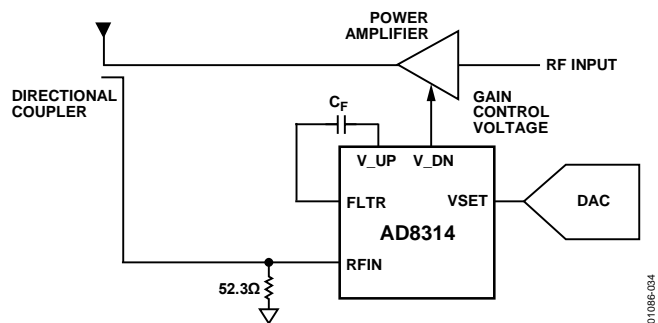 POWER
AMPLIFIER
RF INPUT
DIRECTIONAL
COUPLER
GAIN
CONTROL
VOLTAGE
CF
V_UP
V_DN
FLTR
VSET
DAC
AD8314
RFIN
52.3Ω
01086-034